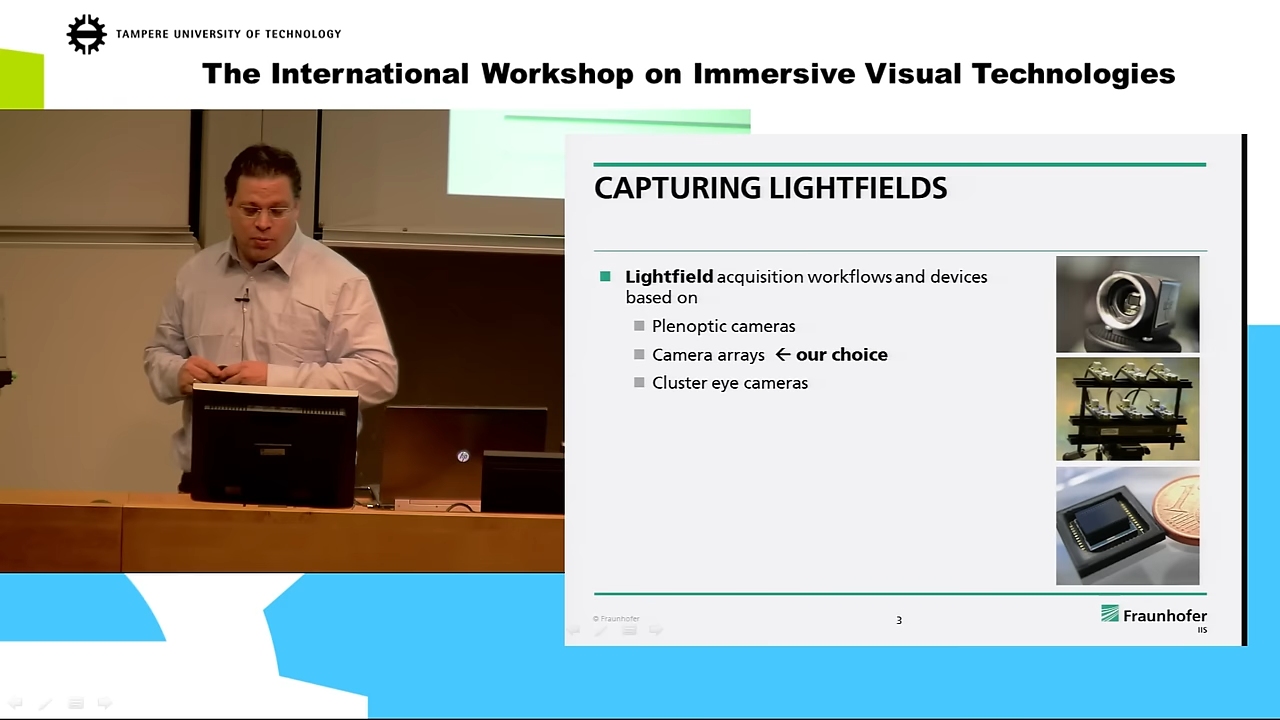 TAMPERE UNIVERSITY OF TECHNOLOGY
The International Workshop on Immersive Visual Technologies
CAPTURING LIGHTFIELDS
Lightfield acquisition workflows and devices
based on
Plenoptic cameras
Camera arrays ← our choice
Cluster eye cameras
© Fraunhofer
3
Fraunhofer
IIS
hp